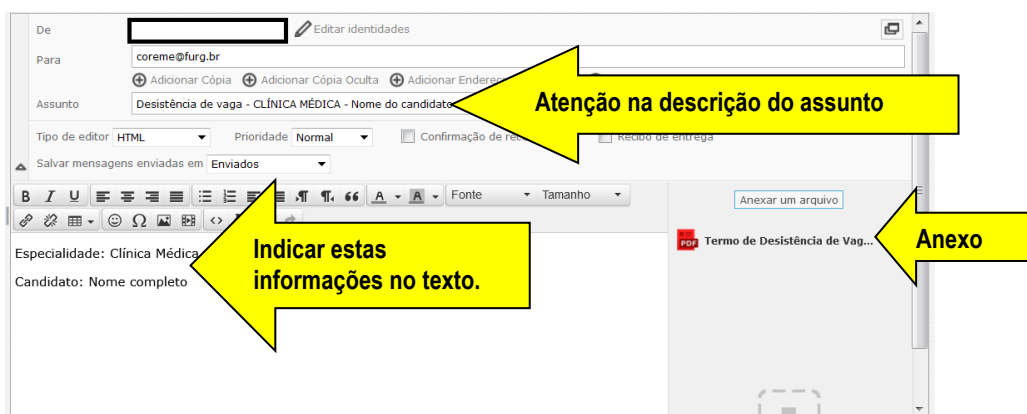 De Editar identidades
Para coreme@furg.br
Adicionar Cópia Adicionar Cópia Oculta Adicionar
Assunto Desistência de vaga - CLÍNICA MÉDICA - Nome do candidato
Atenção na descrição do assunto
Tipo de editor HTML Prioridade Normal Confirmação de Recibo de entrega
Salvar mensagens enviadas em Enviados
B I U Fonte Tamanho
Anexar um arquivo
PDF Termo de Desistência de Vag...
Anexo
Especialidade: Clínica Médica
Candidato: Nome completo
Indicar estas
informações no texto.